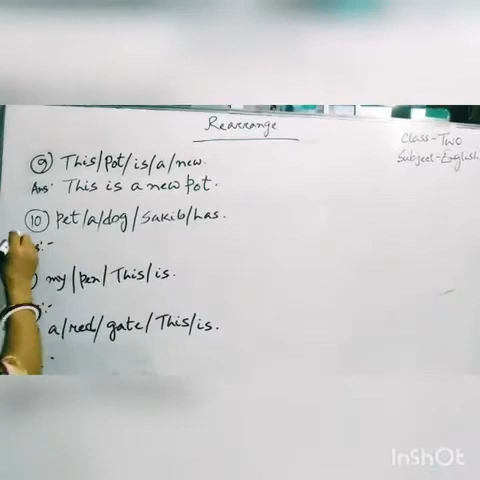 Rearrange
Class-Two
Subject-English
9) This/Pot/is/a/new.
Ans: This is a new Pot.
10) Pet/a/dog/Sakib/has.
s:-
) my/pen/This/is.
:-
a/red/gate/This/is.
-
InShOt